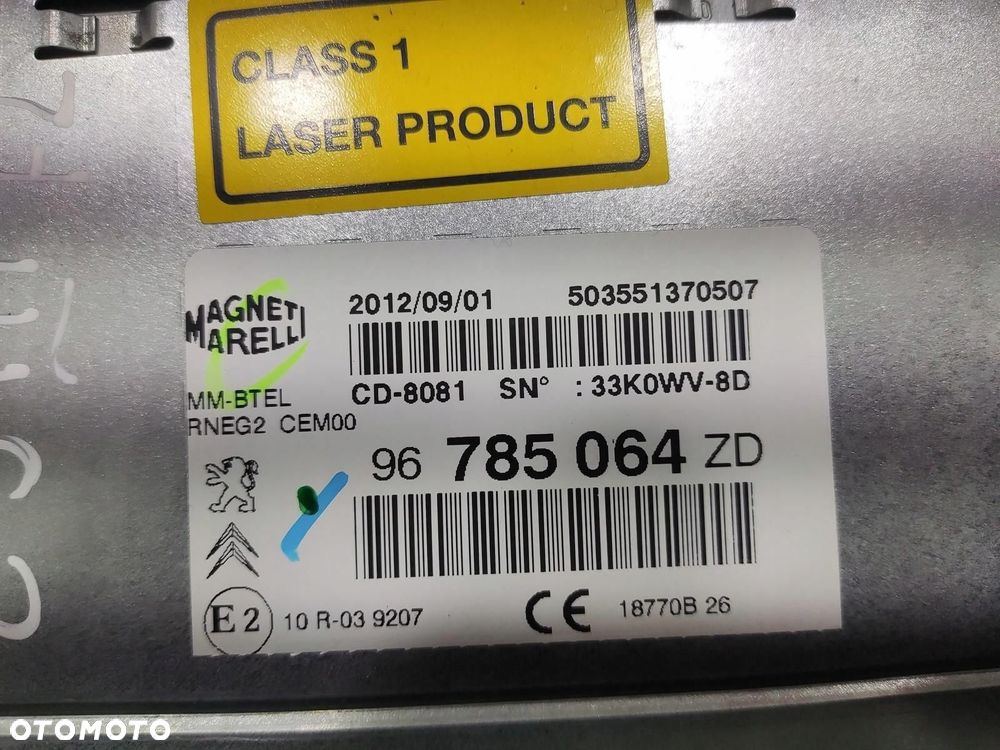 CLASS 1
LASER PRODUCT
MAGNETI
MARELLI
2012/09/01 503551370507
CD-8081 SN° : 33K0WV-8D
MM-BTEL
RNEG2 CEM00
96 785 064 ZD
E2 10 R-03 9207 CE 18770B 26
OTOMOTO